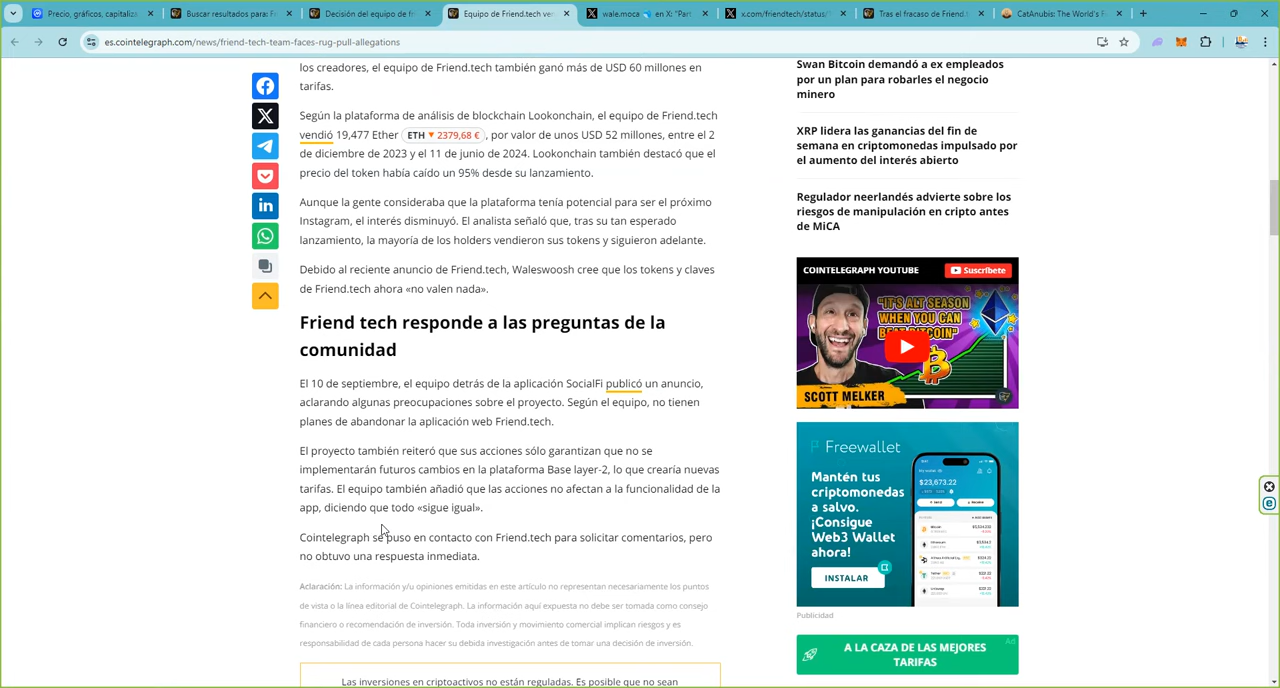 Precio, gráficos, capitaliz
Buscar resultados para: F
Decisión del equipo de fr
Equipo de Friend.tech ve
wale.moca en X: "Part
x.com/friendtech/status/
Tras el fracaso de Friend.
CatAnubis: The World's F
es.cointelegraph.com/news/friend-tech-team-faces-rug-pull-allegations
los creadores, el equipo de Friend.tech también ganó más de USD 60 millones en
tarifas.
Según la plataforma de análisis de blockchain Lookonchain, el equipo de Friend.tech
vendió 19,477 Ether ETH ▼ 2379,68 € , por valor de unos USD 52 millones, entre el 2
de diciembre de 2023 y el 11 de junio de 2024. Lookonchain también destacó que el
precio del token había caído un 95% desde su lanzamiento.
Aunque la gente consideraba que la plataforma tenía potencial para ser el próximo
Instagram, el interés disminuyó. El analista señaló que, tras su tan esperado
lanzamiento, la mayoría de los holders vendieron sus tokens y siguieron adelante.
Debido al reciente anuncio de Friend.tech, Waleswoosh cree que los tokens y claves
de Friend.tech ahora «no valen nada».
Friend tech responde a las preguntas de la
comunidad
El 10 de septiembre, el equipo detrás de la aplicación SocialFi publicó un anuncio,
aclarando algunas preocupaciones sobre el proyecto. Según el equipo, no tienen
planes de abandonar la aplicación web Friend.tech.
El proyecto también reiteró que sus acciones sólo garantizan que no se
implementarán futuros cambios en la plataforma Base layer-2, lo que crearía nuevas
tarifas. El equipo también añadió que las acciones no afectan a la funcionalidad de la
app, diciendo que todo «sigue igual».
Cointelegraph se puso en contacto con Friend.tech para solicitar comentarios, pero
no obtuvo una respuesta inmediata.
Aclaración: La información y/u opiniones emitidas en este artículo no representan necesariamente los puntos
de vista o la línea editorial de Cointelegraph. La información aquí expuesta no debe ser tomada como consejo
financiero o recomendación de inversión. Toda inversión y movimiento comercial implican riesgos y es
responsabilidad de cada persona hacer su debida investigación antes de tomar una decisión de inversión.
Las inversiones en criptoactivos no están reguladas. Es posible que no sean
Swan Bitcoin demandó a ex empleados
por un plan para robarles el negocio
minero
XRP lidera las ganancias del fin de
semana en criptomonedas impulsado por
el aumento del interés abierto
Regulador neerlandés advierte sobre los
riesgos de manipulación en cripto antes
de MiCA
COINTELEGRAPH YOUTUBE
Suscríbete
"IT'S ALT SEASON
WHEN YOU CAN
BEAT BITCOIN"
SCOTT MELKER
Freewallet
Mantén tus
criptomonedas
a salvo.
¡Consigue
Web3 Wallet
ahora!
INSTALAR
$23,673.22
Publicidad
Ad
A LA CAZA DE LAS MEJORES
TARIFAS